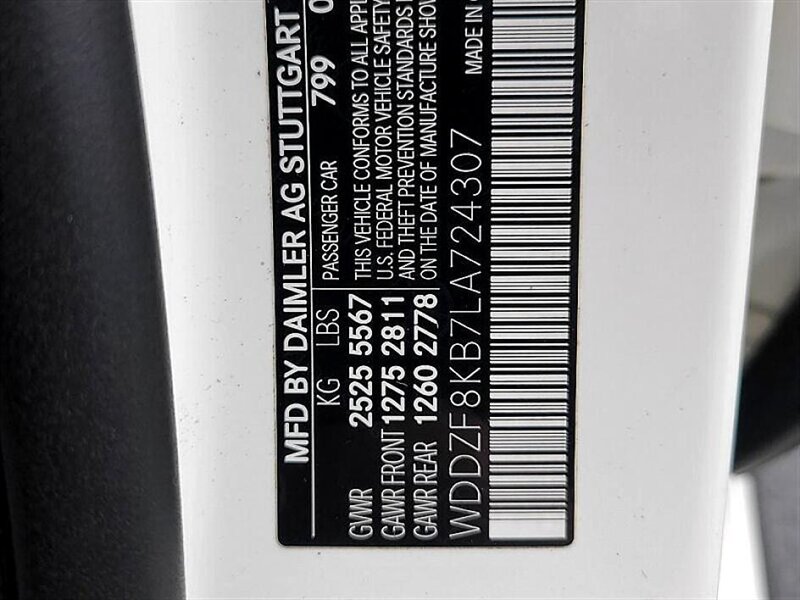 MFD BY DAIMLER AG STUTTGART
799
KG LBS
PASSENGER CAR
GVWR 2525 5567
THIS VEHICLE CONFORMS TO ALL
GAWR FRONT 1275 2811
U.S. FEDERAL MOTOR VEHICLE SAFETY
GAWR REAR 1260 2778
AND THEFT PREVENTION STANDARDS
ON THE DATE OF MANUFACTURE
WDDZF8KB7LA724307
MADE IN